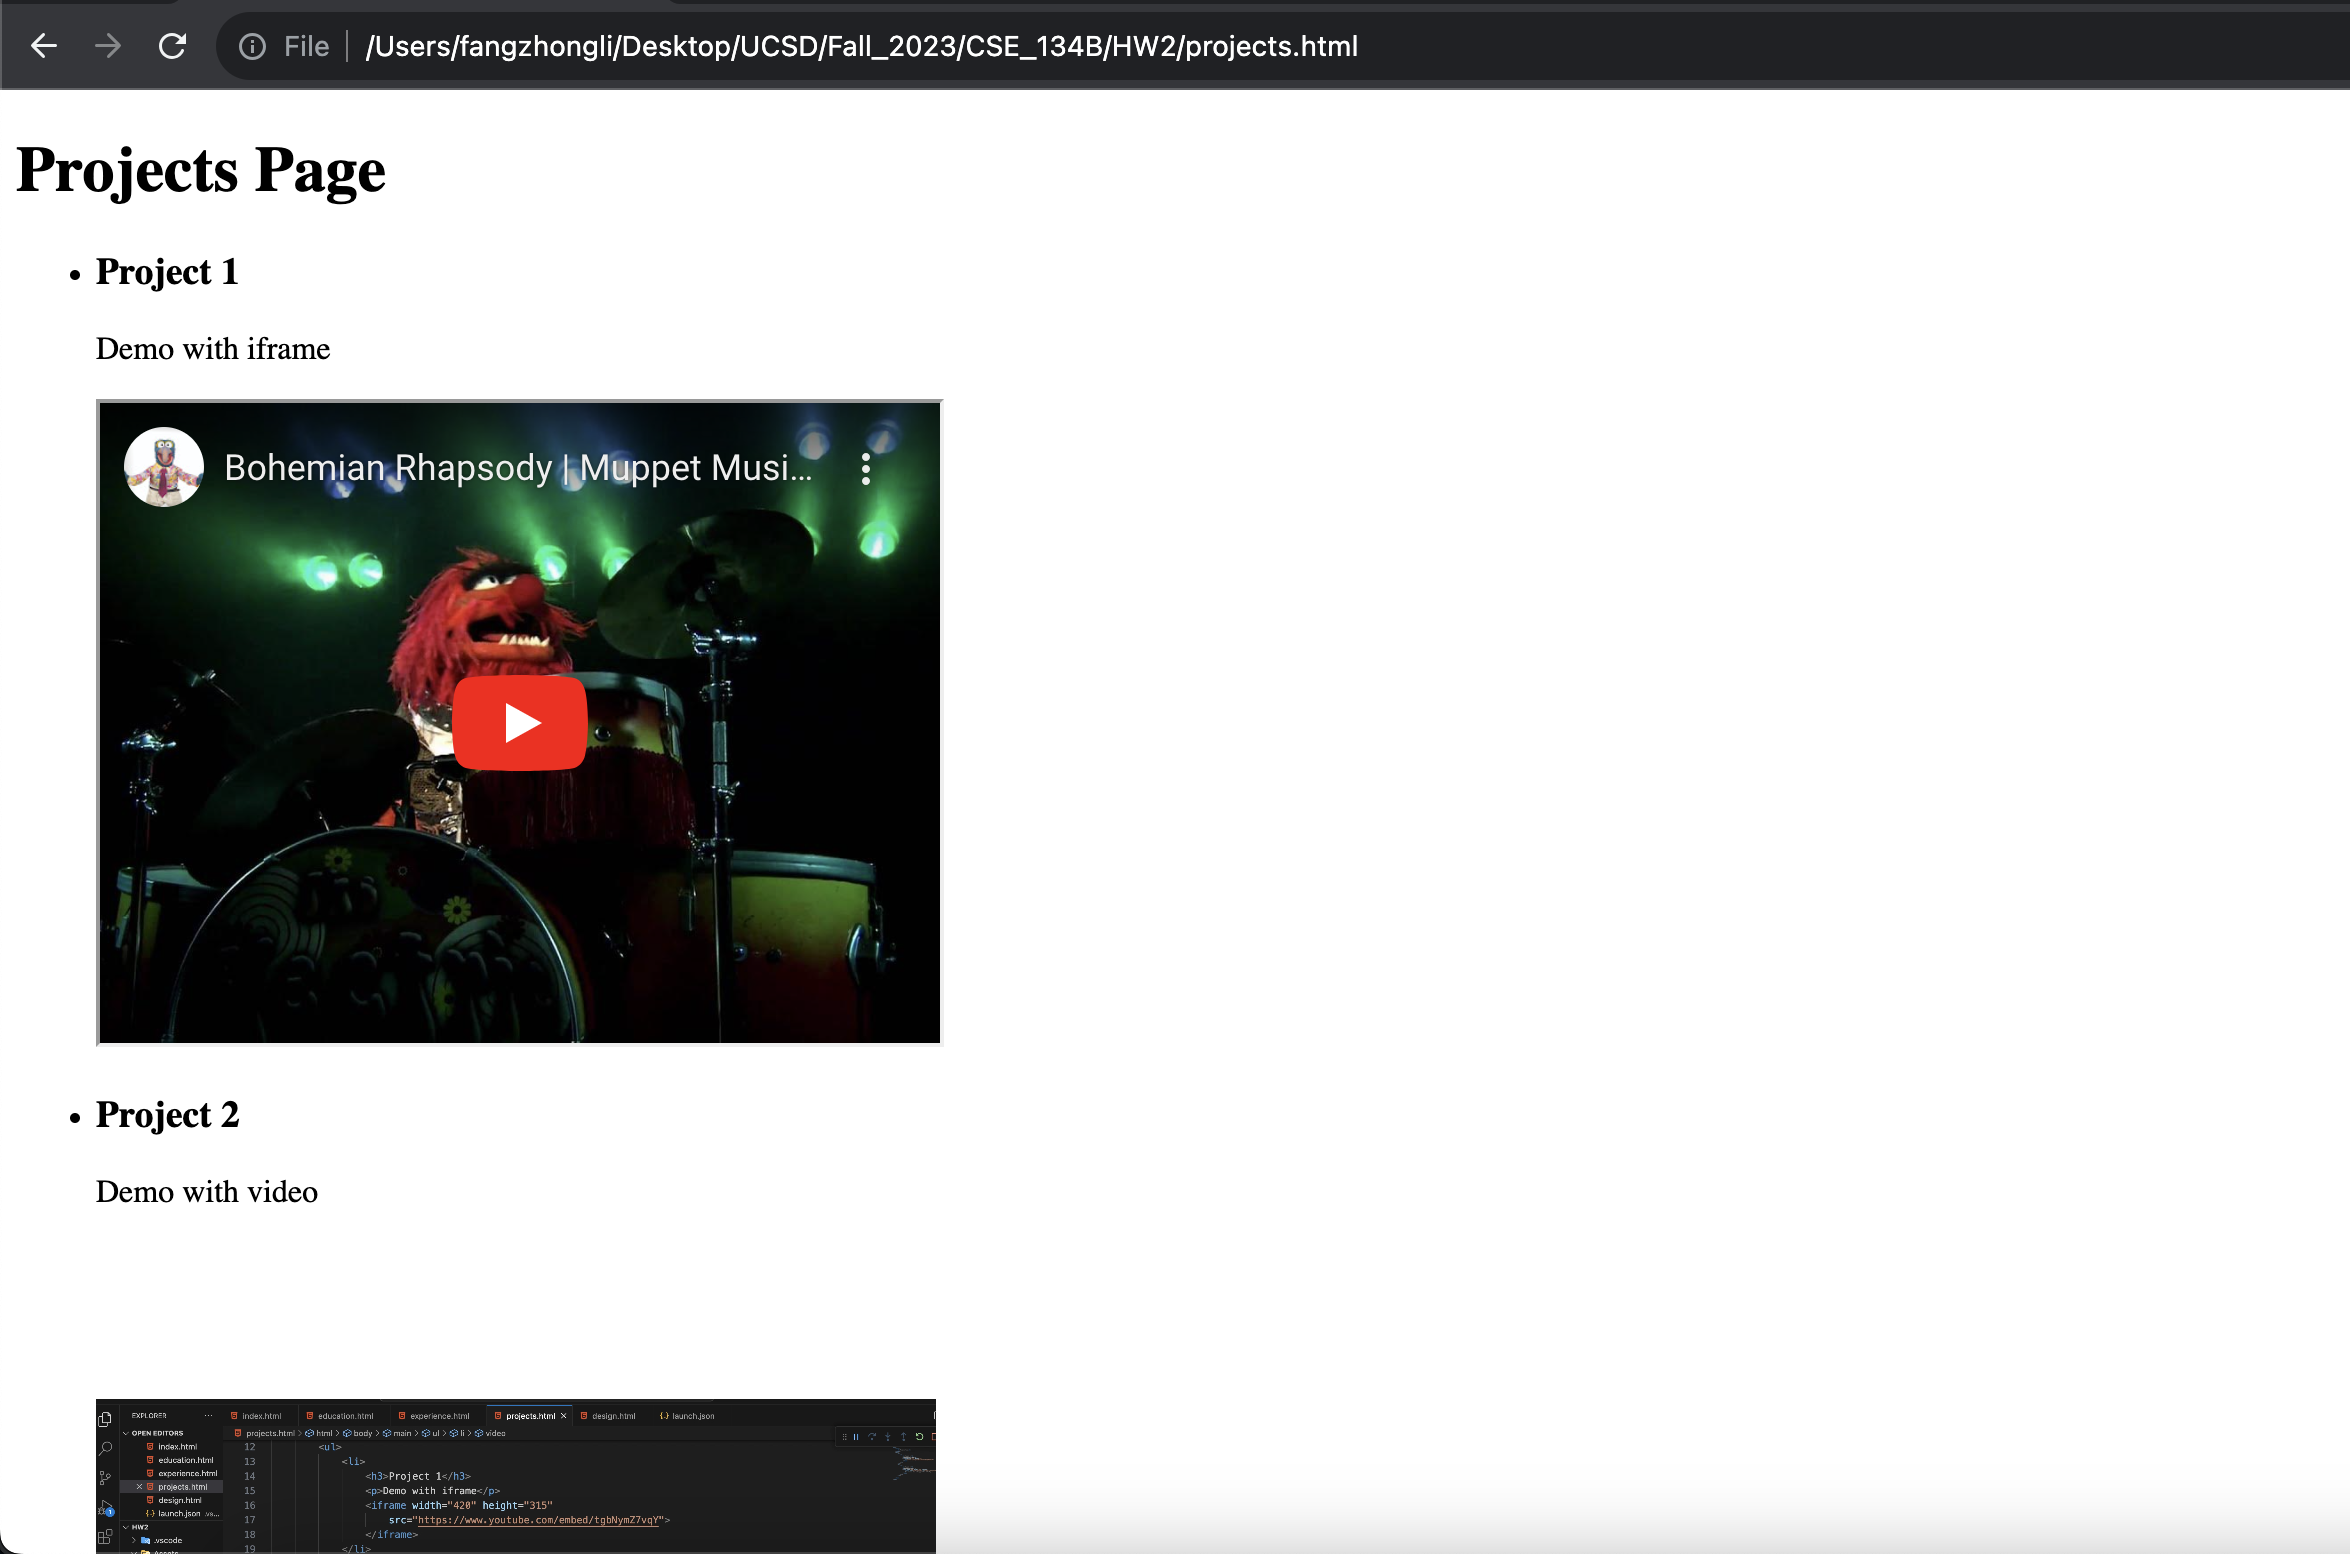 File /Users/fangzhongli/Desktop/UCSD/Fall_2023/CSE_134B/HW2/projects.html
Projects Page
Project 1
Demo with iframe
Bohemian Rhapsody | Muppet Musi...
Project 2
Demo with video
EXPLORER ... index.html education.html experience.html projects.html design.html {..} launch.json
OPEN EDITORS projects.html > html > body > main > ul > li > video
index.html
education.html
experience.html
projects.html
design.html
{..} launch.json .vs...
HW2
> .vscode
Assets
12 <ul>
13 <li>
14 <h3>Project 1</h3>
15 <p>Demo with iframe</p>
16 <iframe width="420" height="315"
17 src="https://www.youtube.com/embed/tgbNymZ7vqY">
18 </iframe>
19 </li>